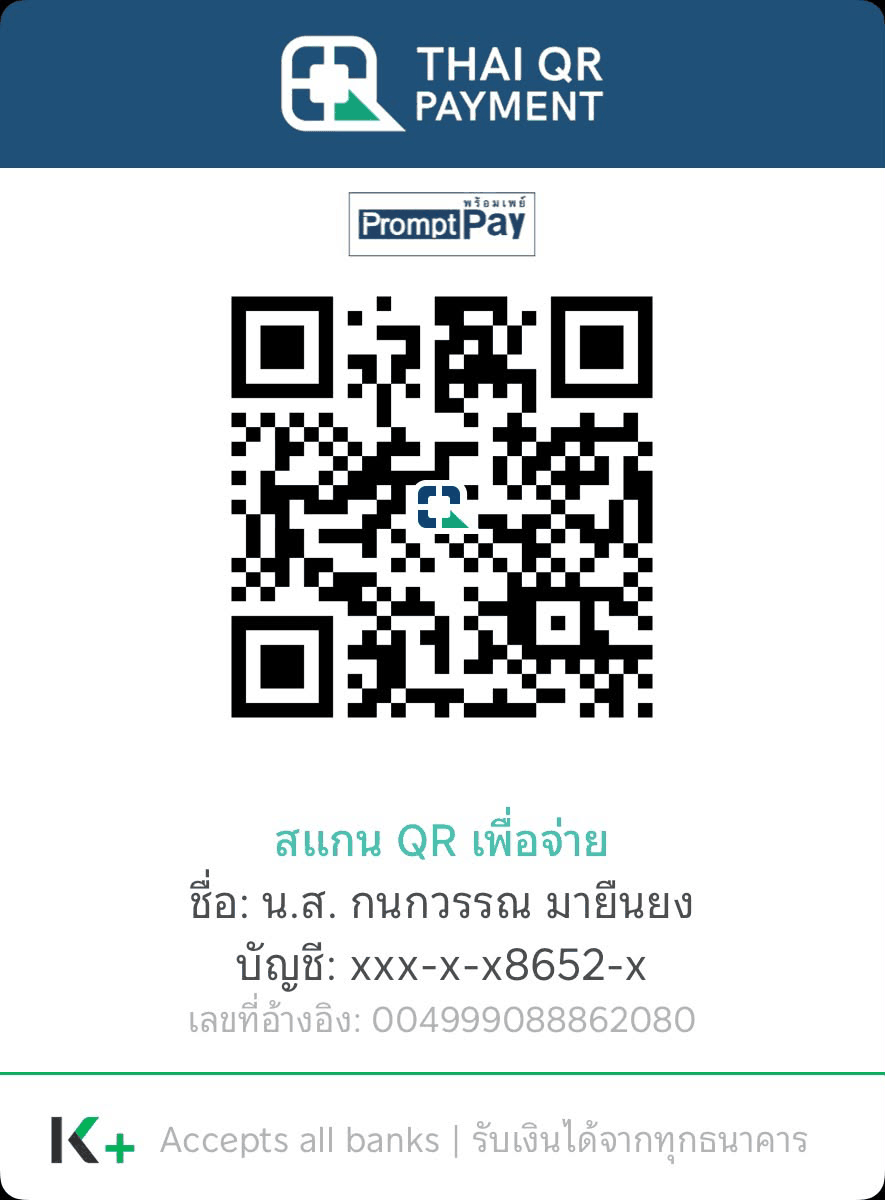 THAI QR
PAYMENT
พร้อมเพย์
PromptPay
สแกน QR เพื่อจ่าย
ชื่อ: น.ส. กนกวรรณ มายืนยง
บัญชี: xxx-x-x8652-x
เลขที่อ้างอิง: 004999088862080
K+ Accepts all banks | รับเงินได้จากทุกธนาคาร